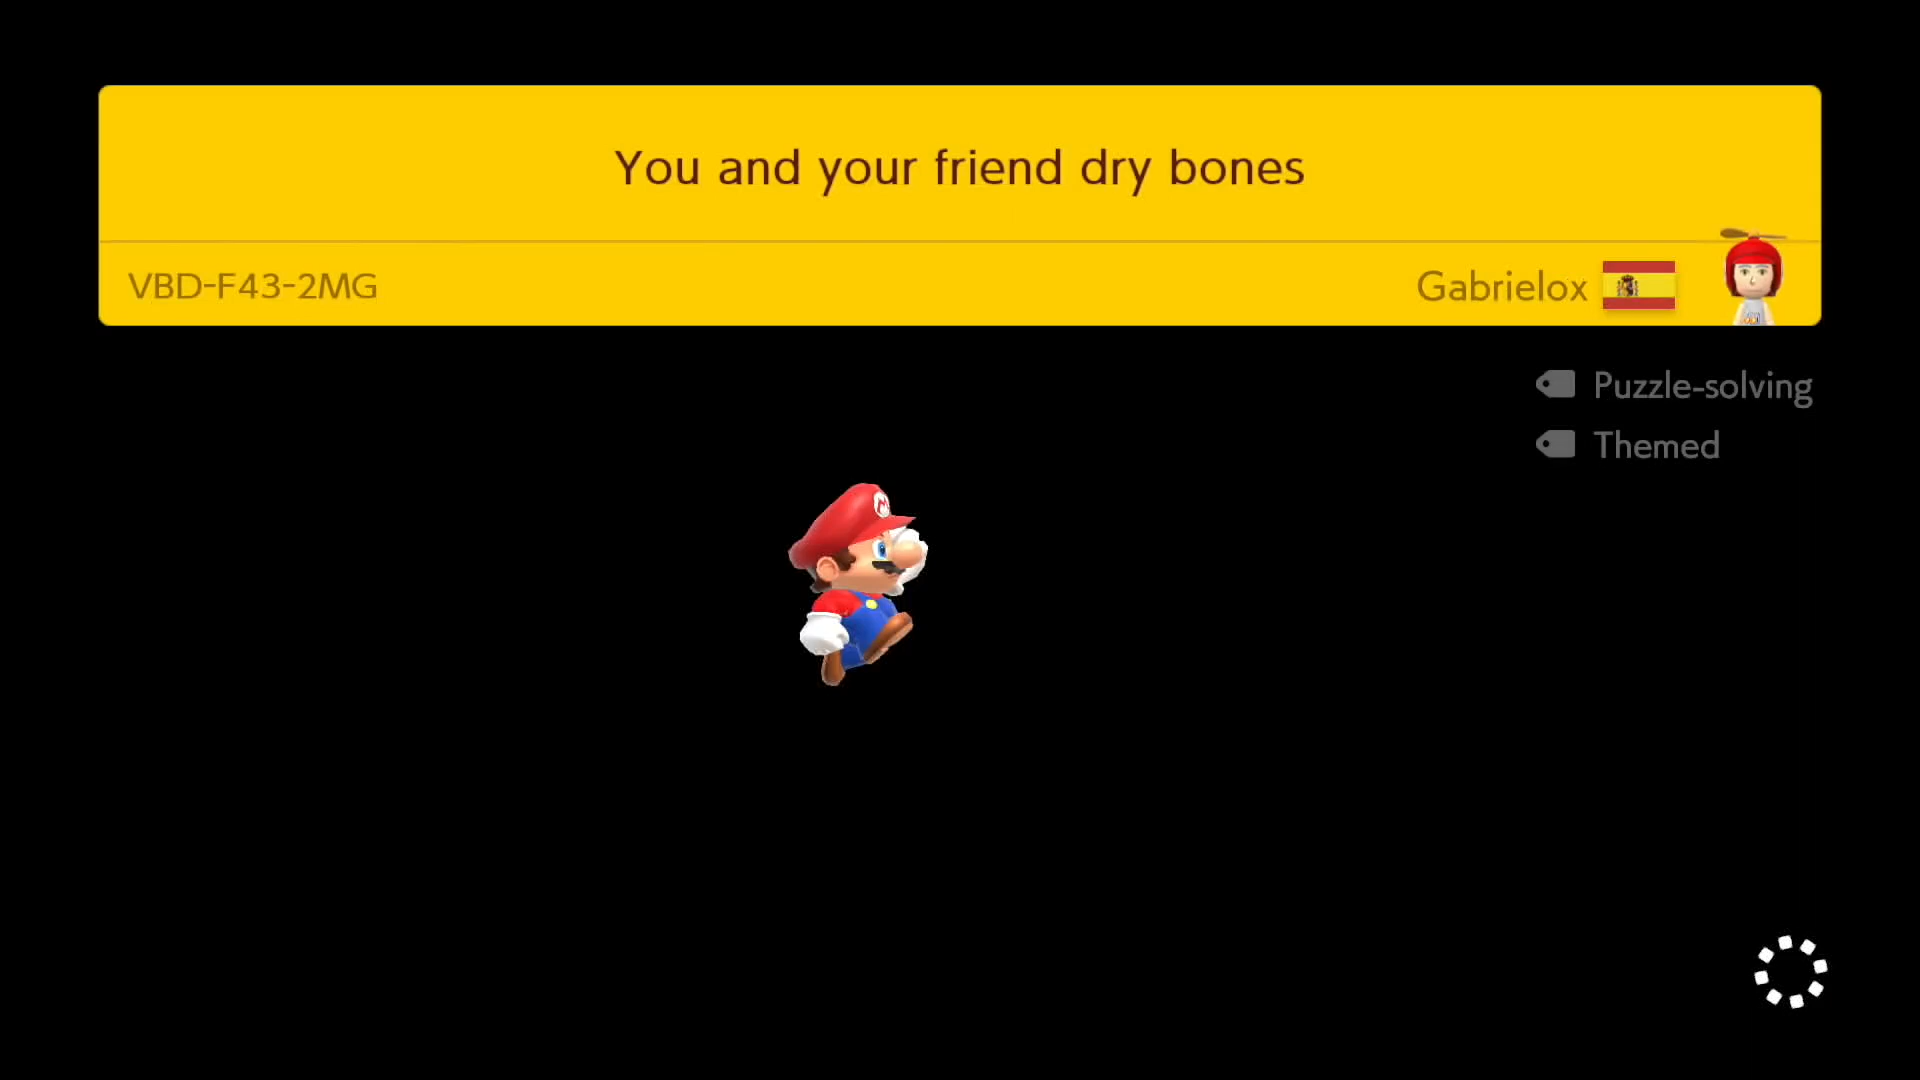 You and your friend dry bones
VBD-F43-2MG
Gabrielox
Puzzle-solving
Themed